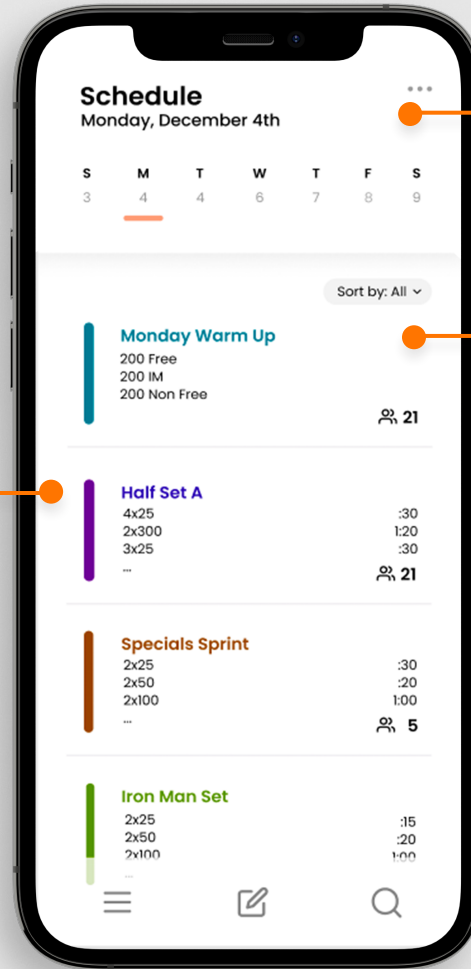 Schedule
Monday, December 4th
S M T W T F S
3 4 4 6 7 8 9
Sort by: All
Monday Warm Up
200 Free
200 IM
200 Non Free
21
Half Set A
4x25 :30
2x300 1:20
3x25 :30
...
21
Specials Sprint
2x25 :30
2x50 :20
2x100 1:00
...
5
Iron Man Set
2x25 :15
2x50 :20
2x100 1:00
...